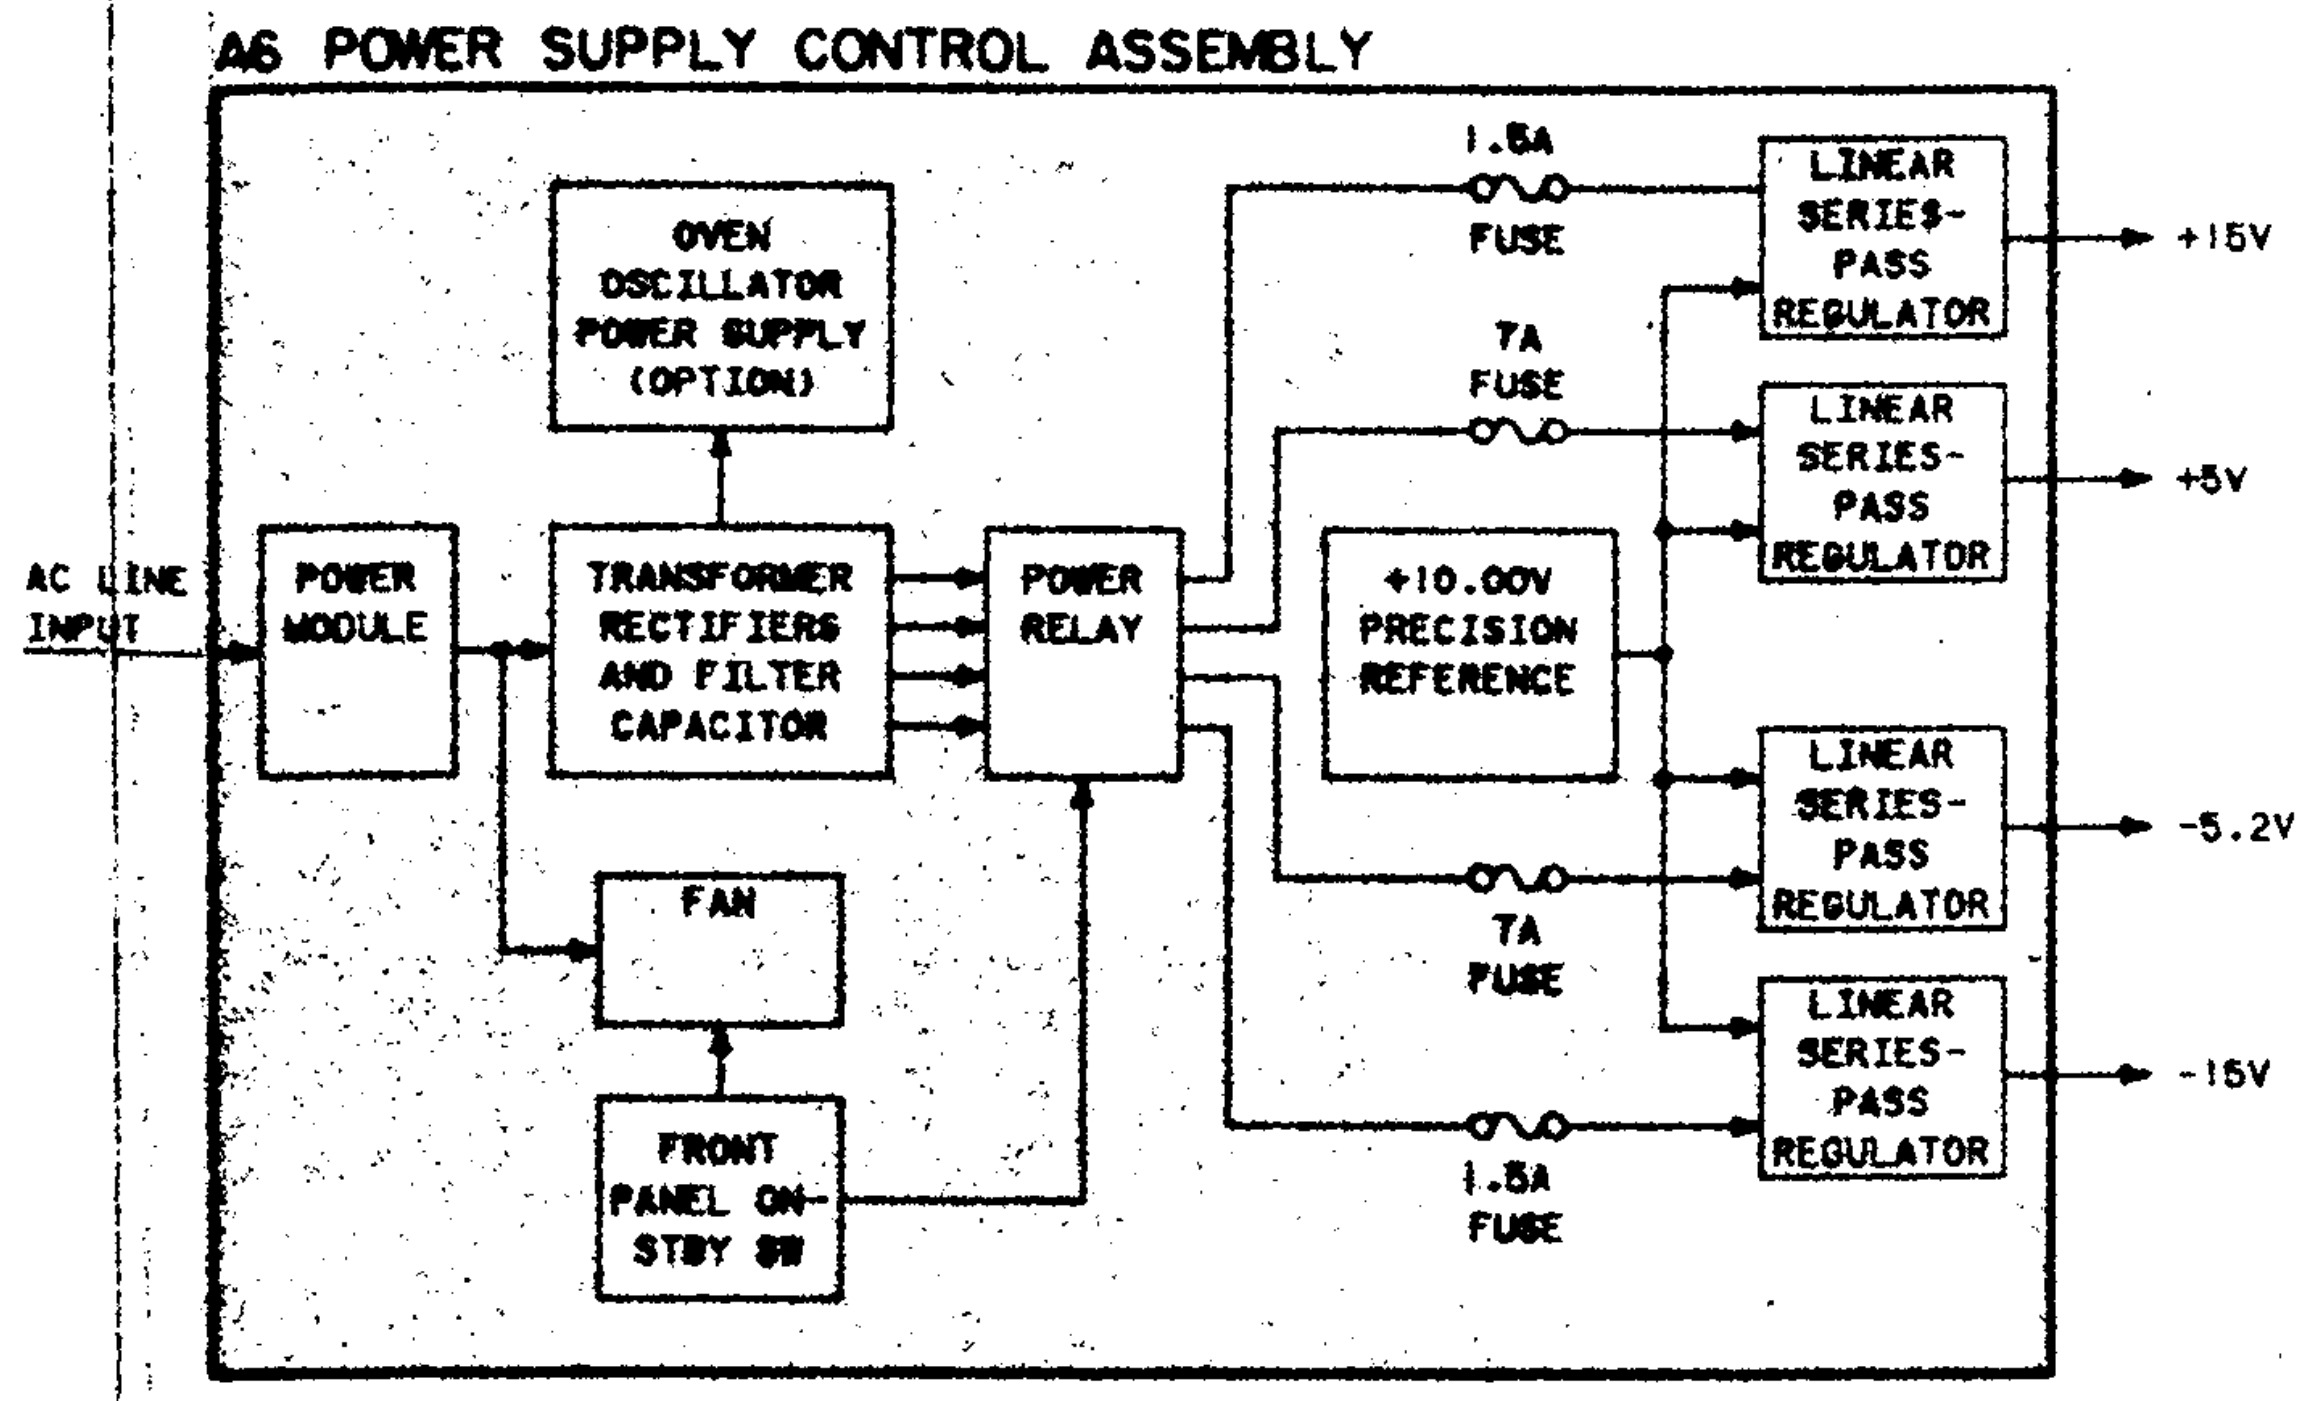 A6 POWER SUPPLY CONTROL ASSEMBLY
AC LINE
INPUT
POWER
MODULE
OVEN
OSCILLATOR
POWER SUPPLY
(OPTION)
TRANSFORMER
RECTIFIERS
AND FILTER
CAPACITOR
FAN
FRONT
PANEL ON-
STBY SW
POWER
RELAY
1.5A
FUSE
7A
FUSE
+10.00V
PRECISION
REFERENCE
7A
FUSE
1.5A
FUSE
LINEAR
SERIES-
PASS
REGULATOR
+15V
LINEAR
SERIES-
PASS
REGULATOR
+5V
LINEAR
SERIES-
PASS
REGULATOR
-5.2V
LINEAR
SERIES-
PASS
REGULATOR
-15V